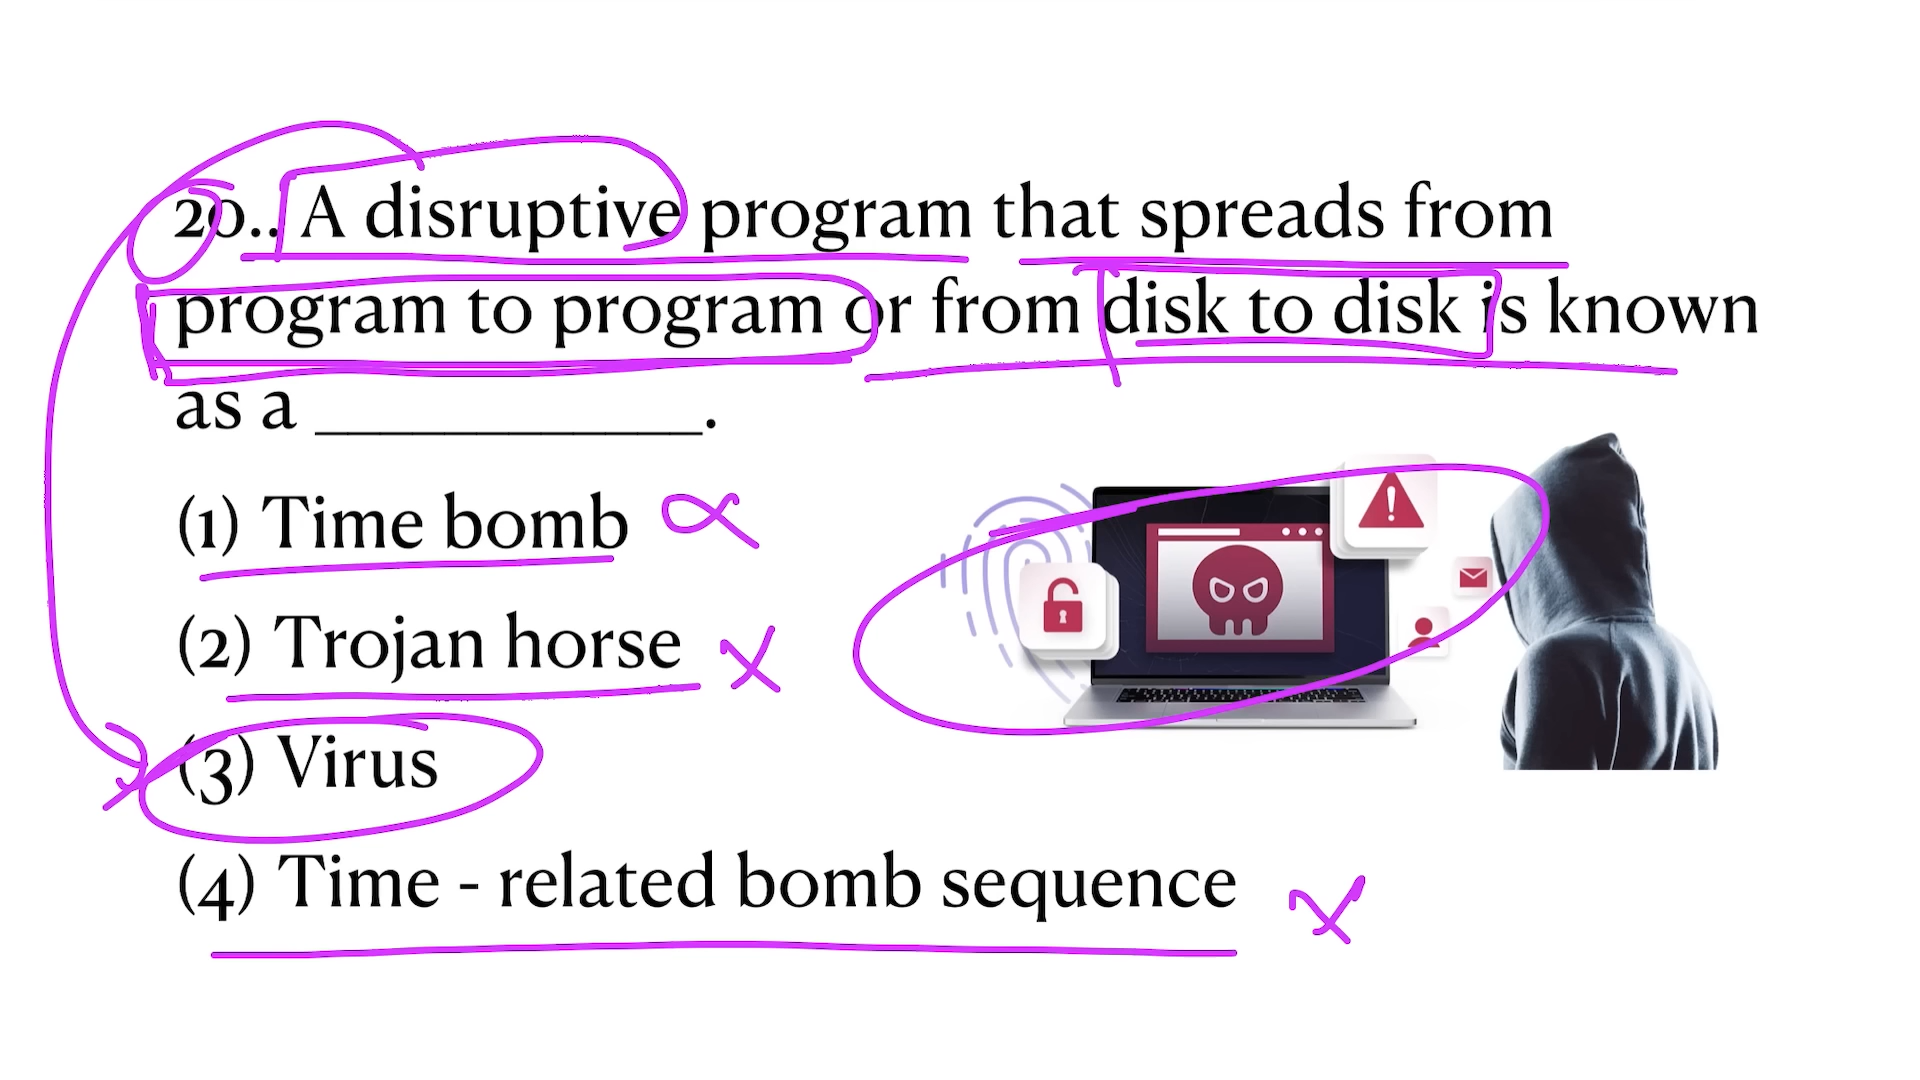 20.. A disruptive program that spreads from
program to program or from disk to disk is known
as a ____________.
(1) Time bomb
(2) Trojan horse
(3) Virus
(4) Time - related bomb sequence